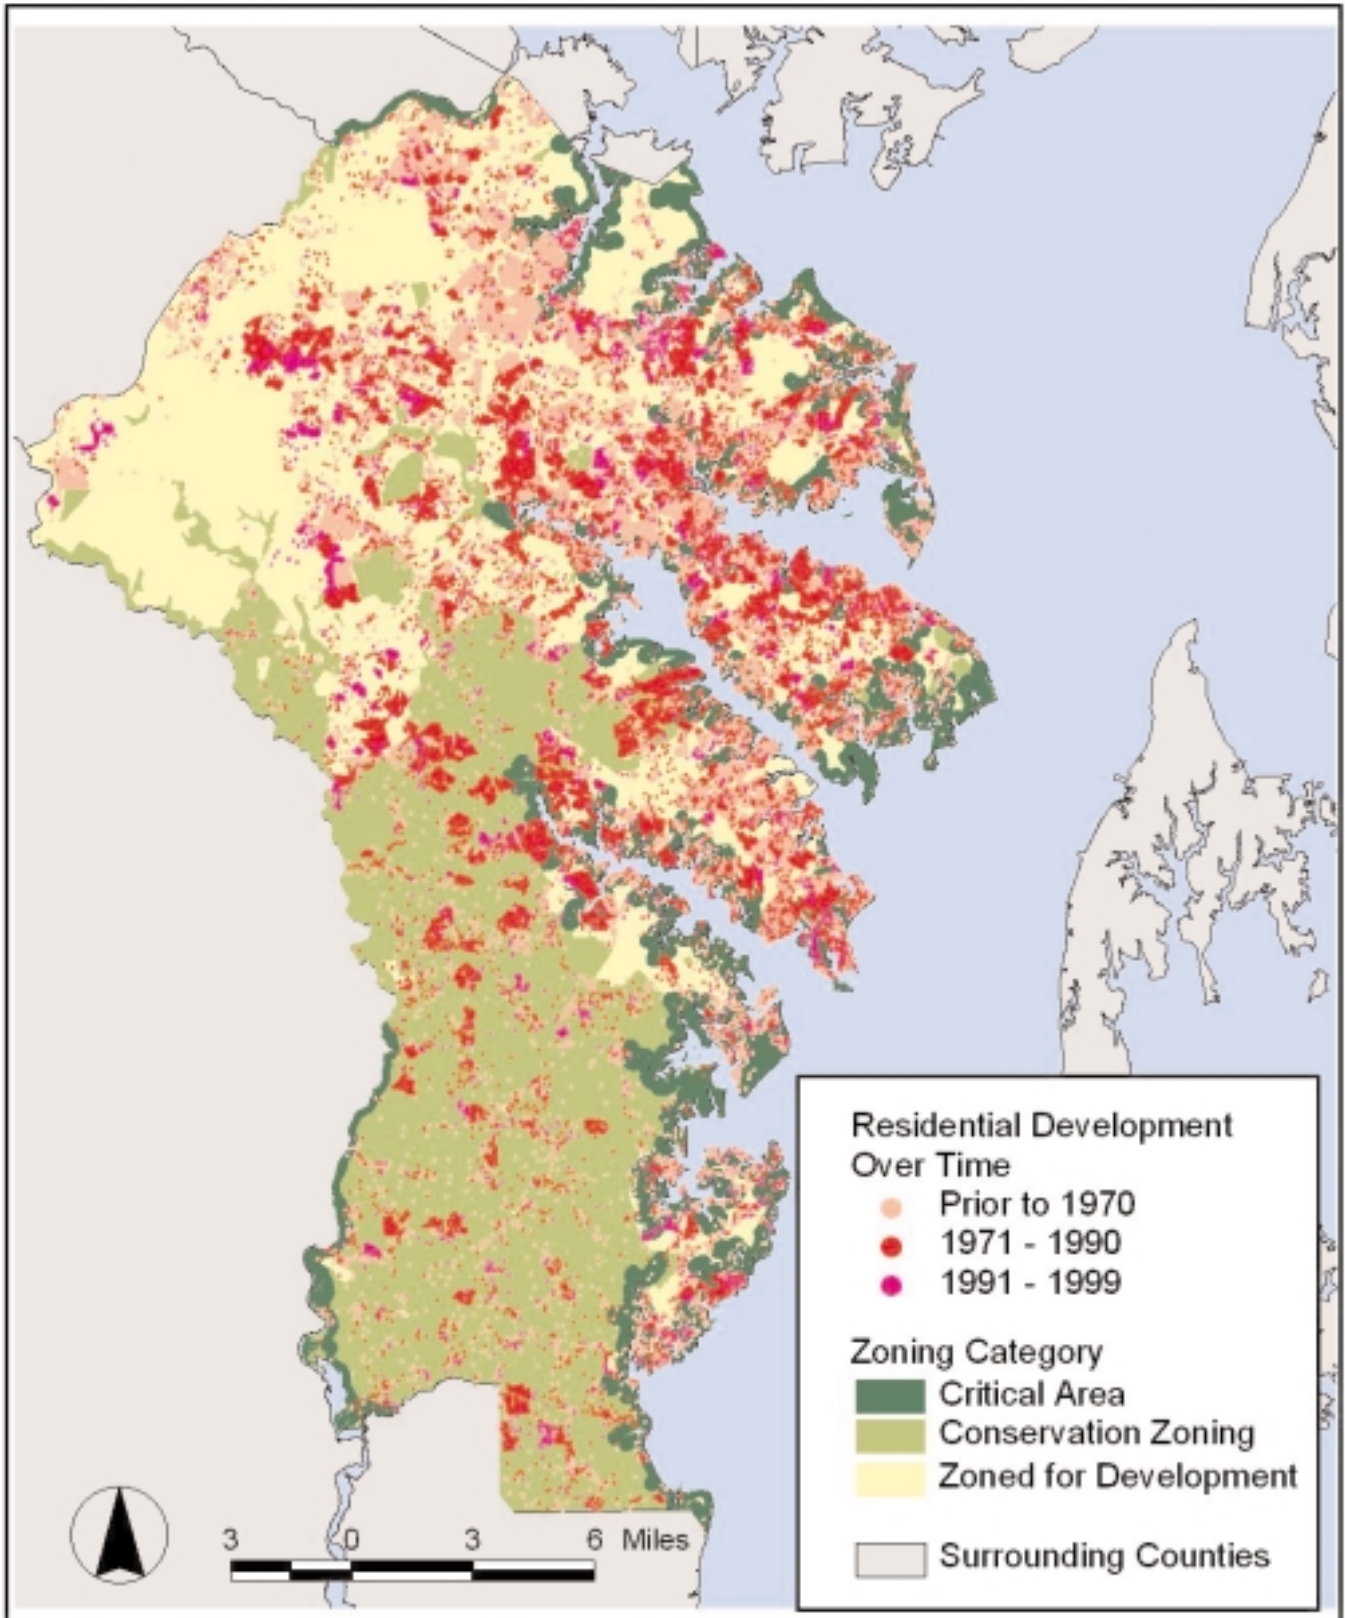 Residential Development
Over Time
Prior to 1970
1971 - 1990
1991 - 1999
Zoning Category
Critical Area
Conservation Zoning
Zoned for Development
Surrounding Counties
3 0 3 6 Miles